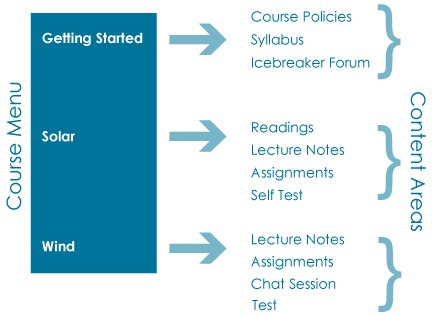 Course Menu
Getting Started
Course Policies
Syllabus
Icebreaker Forum
Solar
Readings
Lecture Notes
Assignments
Self Test
Wind
Lecture Notes
Assignments
Chat Session
Test
Content Areas